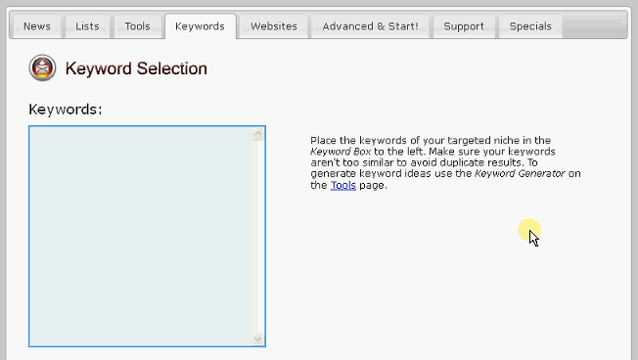 News Lists Tools Keywords Websites Advanced & Start! Support Specials
Keyword Selection
Keywords:
Place the keywords of your targeted niche in the
Keyword Box to the left. Make sure your keywords
aren't too similar to avoid duplicate results. To
generate keyword ideas use the Keyword Generator on
the Tools page.